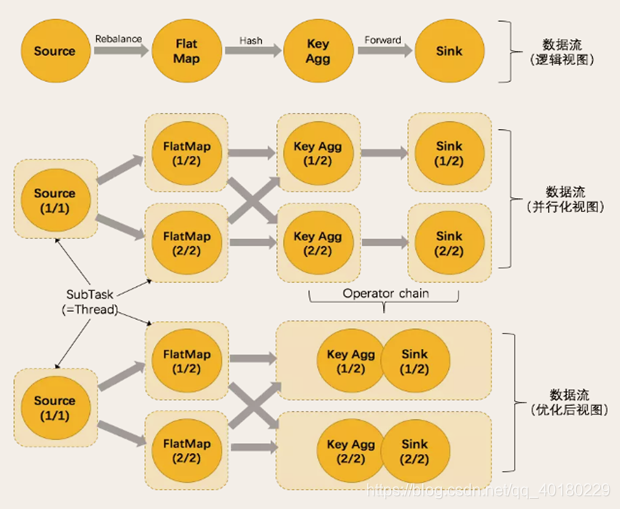 Source
Rebalance
Flat
Map
Hash
Key
Agg
Forward
Sink
数据流
(逻辑视图)
Source
(1/1)
FlatMap
(1/2)
Key Agg
(1/2)
Sink
(1/2)
FlatMap
(2/2)
Key Agg
(2/2)
Sink
(2/2)
数据流
(并行化视图)
SubTask
(=Thread)
Operator chain
Source
(1/1)
FlatMap
(1/2)
Key Agg
(1/2)
Sink
(1/2)
FlatMap
(2/2)
Key Agg
(2/2)
Sink
(2/2)
数据流
(优化后视图)
https://blog.csdn.net/qq_40180229